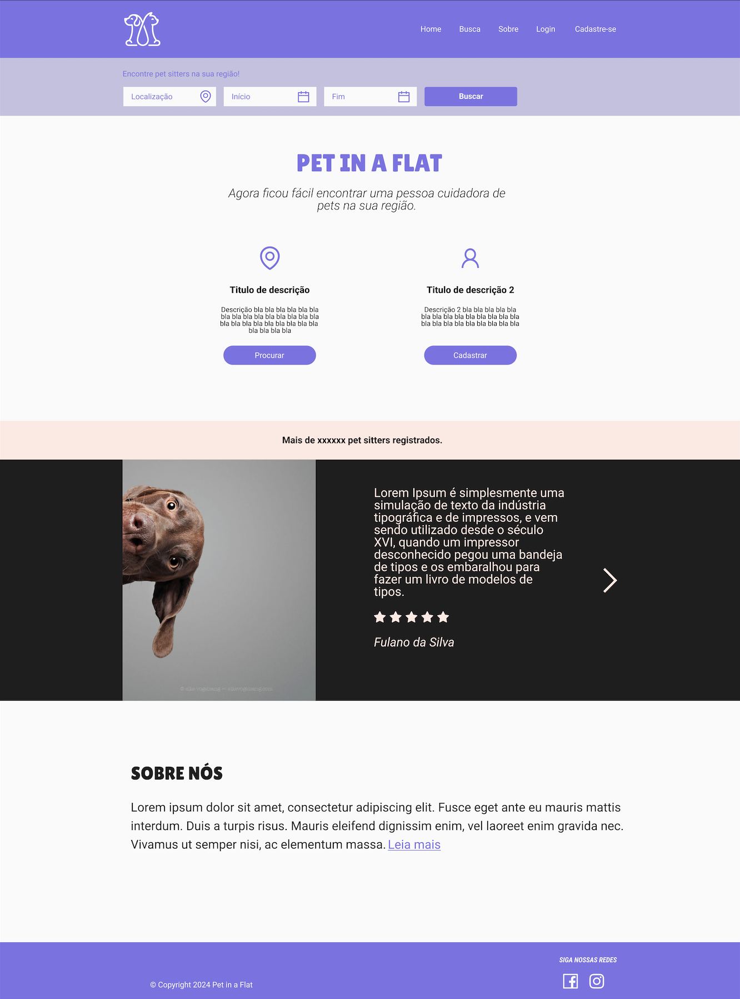 Home Busca Sobre Login Cadastre-se
Encontre pet sitters na sua região!
Localização Início Fim Buscar
PET IN A FLAT
Agora ficou fácil encontrar uma pessoa cuidadora de
pets na sua região.
Titulo de descrição
Descrição bla bla bla bla bla bla
bla bla bla bla bla bla bla bla bla
bla bla bla bla bla bla bla bla bla
bla bla bla bla
Procurar
Titulo de descrição 2
Descrição 2 bla bla bla bla bla
bla bla bla bla bla bla bla bla bla
bla bla bla bla bla bla bla bla bla
Cadastrar
Mais de xxxxxx pet sitters registrados.
Lorem Ipsum é simplesmente uma
simulação de texto da indústria
tipográfica e de impressos, e vem
sendo utilizado desde o século
XVI, quando um impressor
desconhecido pegou uma bandeja
de tipos e os embaralhou para
fazer um livro de modelos de
tipos.
Fulano da Silva
© elke vogelsang — elkevogelsang.com
SOBRE NÓS
Lorem ipsum dolor sit amet, consectetur adipiscing elit. Fusce eget ante eu mauris mattis
interdum. Duis a turpis risus. Mauris eleifend dignissim enim, vel laoreet enim gravida nec.
Vivamus ut semper nisi, ac elementum massa. Leia mais
SIGA NOSSAS REDES
© Copyright 2024 Pet in a Flat